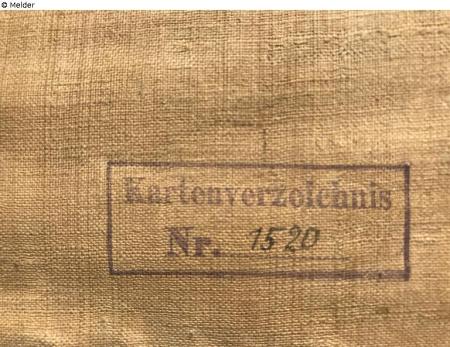 © Melder
Kartenverzeichnis
Nr. 1520